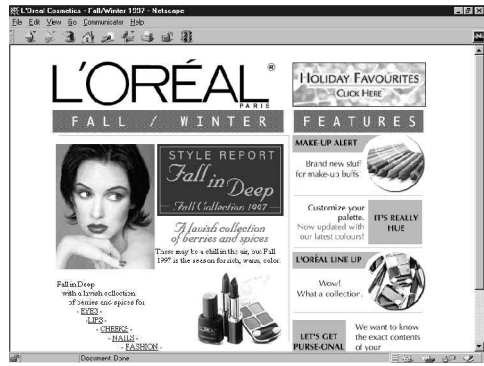 L'Oreal Cosmetics - Fall/Winter 1997 - Netscape
File Edit View Go Communicator Help
L'ORÉAL®
PARIS
FALL / WINTER
STYLE REPORT
Fall
in
Deep
Fall Collection 1997
A lavish collection
of berries and spices
There may be a chill in the air, but Fall
1997 is the season for rich, warm, color.
Fall in Deep
with a lavish collection
of berries and spices for
- EYES -
- LIPS -
- CHEEKS -
- NAILS -
- FASHION -
HOLIDAY FAVOURITES
CLICK HERE
FEATURES
MAKE-UP ALERT
Brand new stuff
for make-up buffs
Customize your
palette.
Now updated with
our latest colours!
IT'S REALLY
HUE
L'ORÉAL LINE UP
Wow!
What a collection.
LET'S GET
PURSE-ONAL
We want to know
the exact contents
of your
Document: Done